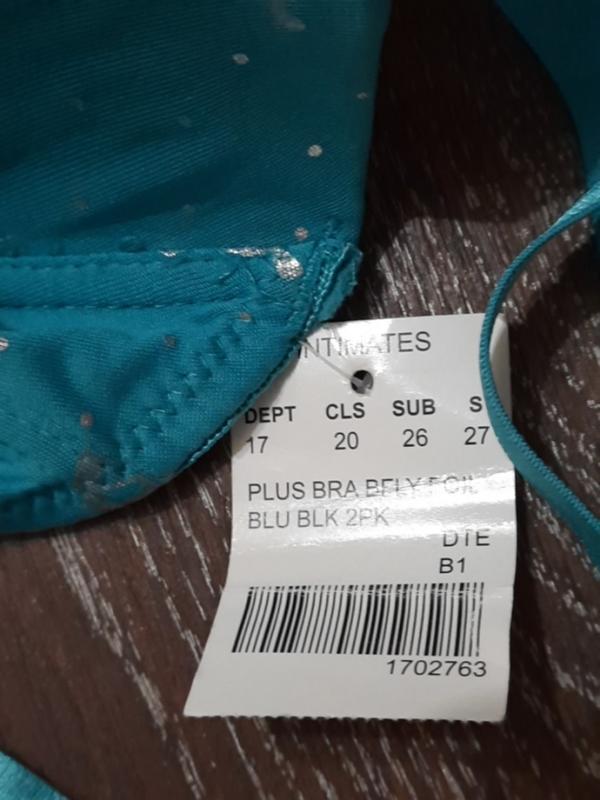 INTIMATES
DEPT CLS SUB S
17 20 26 27
PLUS BRA BFLY FOIL
BLU BLK 2PK
DTE
B1
1702763